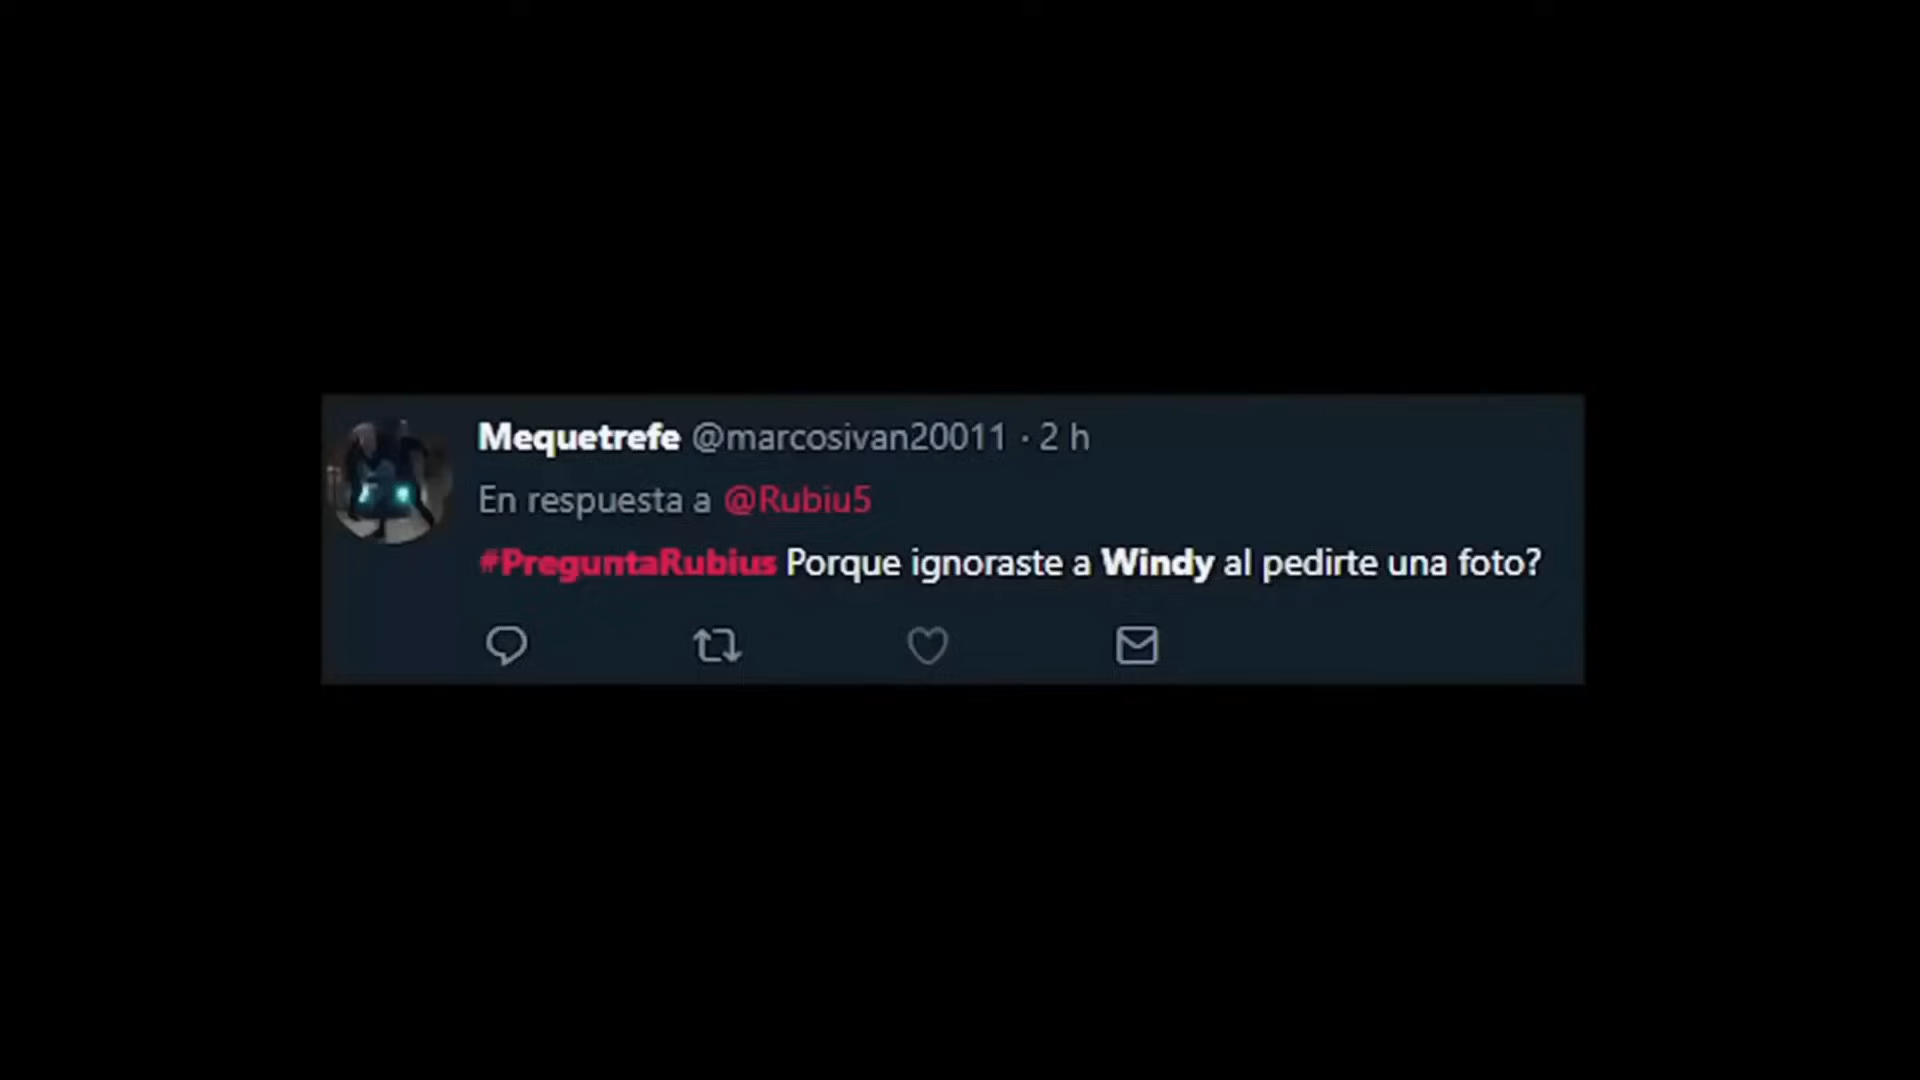 Mequetrefe @marcosivan20011 · 2 h
En respuesta a @Rubiu5
#PreguntaRubius Porque ignoraste a Windy al pedirte una foto?